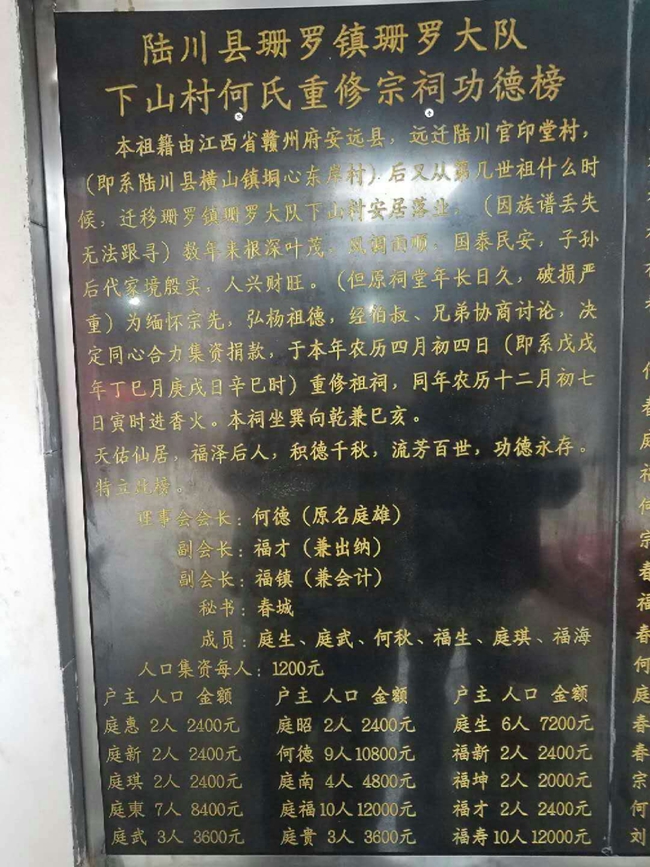 陆川县珊罗镇珊罗大队
下山村何氏重修宗祠功德榜
本祖籍由江西省赣州府安远县，远迁陆川官印堂村，
（即系陆川县横山镇垌心东岸村）.后又从第几世祖什么时
候，迁移珊罗镇珊罗大队下山村安居落业。（因族谱丢失
无法跟寻）数年来根深叶茂，风调雨顺，国泰民安，子孙
后代家境殷实，人兴财旺。（但原祠堂年长日久，破损严
重）为缅怀宗先，弘杨祖德，经伯叔、兄弟协商讨论，决
定同心合力集资捐款，于本年农历四月初四日（即系戊戌
年丁巳月庚戌日辛巳时）重修祖祠，同年农历十二月初七
日寅时进香火。本祠坐巽向乾兼巳亥。
天佑仙居，福泽后人，积德千秋，流芳百世，功德永存。
特立此榜。
理事会会长：何德（原名庭雄）
副会长：福才（兼出纳）
副会长：福镇（兼会计）
秘书：春城
成员：庭生、庭武、何秋、福生、庭琪、福海
人口集资每人：1200元
户主 人口 金额 户主 人口 金额 户主 人口 金额
庭惠 2人 2400元 庭昭 2人 2400元 庭生 6人 7200元
庭新 2人 2400元 何德 9人10800元 福新 2人 2400元
庭琪 2人 2400元 庭南 4人 4800元 福坤 2人 2000元
庭東 7人 8400元 庭福10人12000元 福才 2人 2400元
庭武 3人 3600元 庭贵 3人 3600元 福寿10人12000元